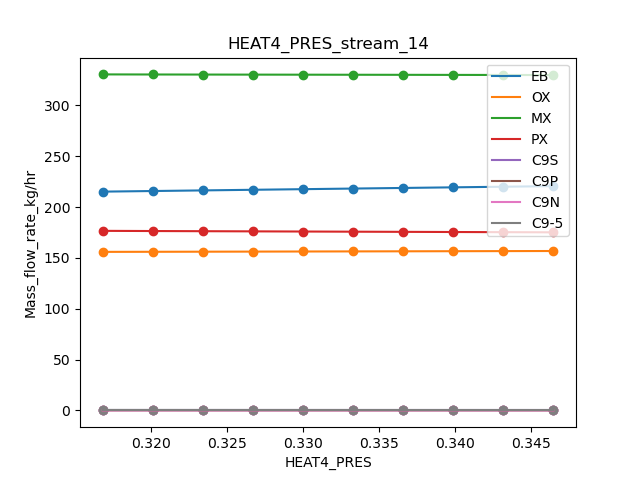 HEAT4_PRES_stream_14
Mass_flow_rate_kg/hr
300
250
200
150
100
50
0
EB
OX
MX
PX
C9S
C9P
C9N
C9-5
0.320
0.325
0.330
0.335
0.340
0.345
HEAT4_PRES